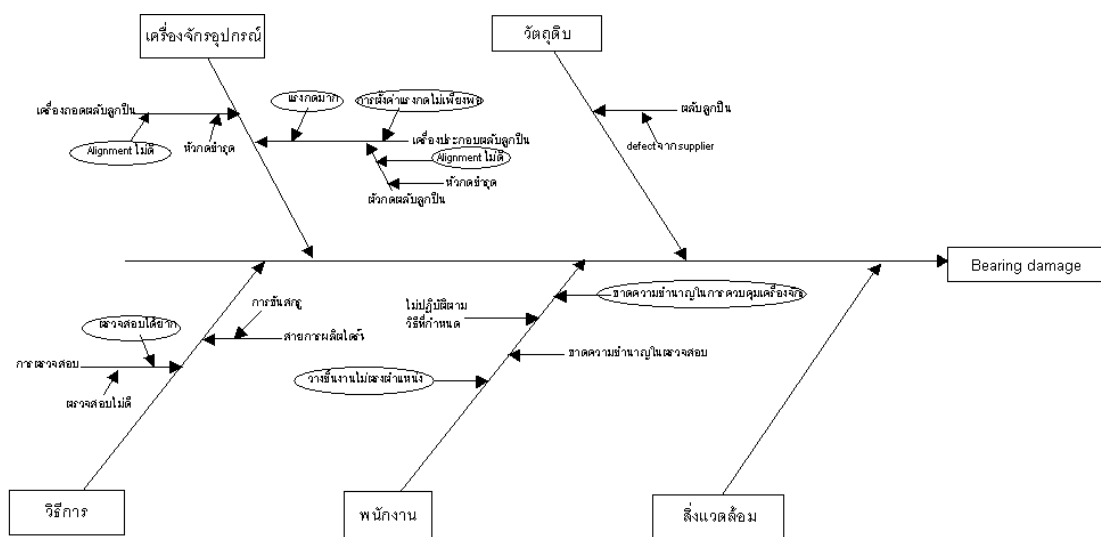 เครื่องจักรอุปกรณ์
วัตถุดิบ
เครื่องถอดตลับลูกปืน
แรงกดมาก
การตั้งค่าแรงกดไม่เพียงพอ
ตลับลูกปืน
Alignment ไม่ดี
หัวกดชำรุด
เครื่องประกอบตลับลูกปืน
Alignment ไม่ดี
หัวกดชำรุด
ตัวกดตลับลูกปืน
defect จาก supplier
Bearing damage
การขันสกรู
ตรวจสอบได้ยาก
สายการผลิตไดร์
การตรวจสอบ
ตรวจสอบไม่ดี
ไม่ปฏิบัติตาม
วิธีที่กำหนด
ขาดความชำนาญในการควบคุมเครื่องจักร
ขาดความชำนาญในตรวจสอบ
วางชิ้นงานไม่ตรงตำแหน่ง
วิธีการ
พนักงาน
สิ่งแวดล้อม